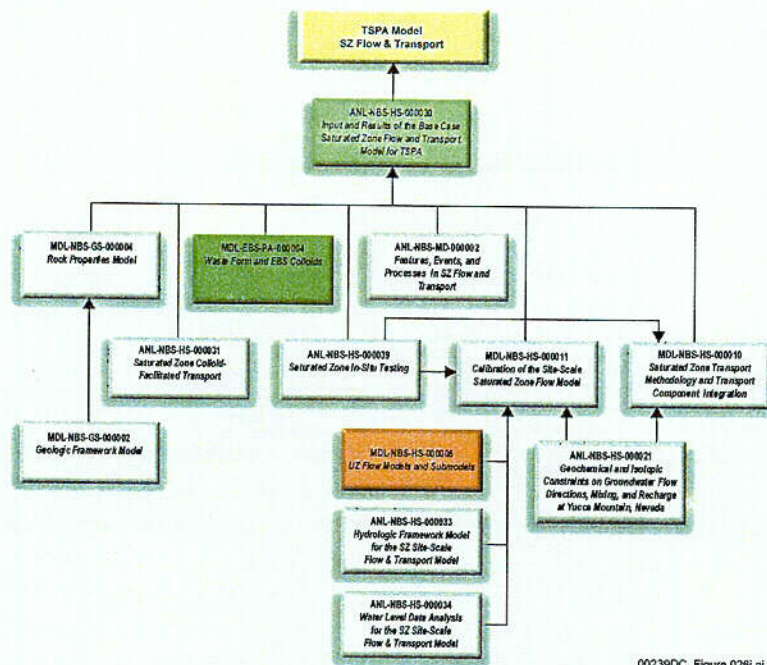 TSPA Model
SZ Flow & Transport
ANL-NBS-HS-000030
Input and Results of the Base Case
Saturated Zone Flow and Transport
Model for TSPA
MDL-NBS-GS-000004
Rock Properties Model
MDL-EBS-PA-000004
Waste Form and EBS Colloids
ANL-NBS-MD-000002
Features, Events, and
Processes in SZ Flow and
Transport
ANL-NBS-HS-000031
Saturated Zone Colloid-
Facilitated Transport
ANL-NBS-HS-000039
Saturated Zone In-Situ Testing
MDL-NBS-HS-000011
Calibration of the Site-Scale
Saturated Zone Flow Model
MDL-NBS-HS-000010
Saturated Zone Transport
Methodology and Transport
Component Integration
MDL-NBS-GS-000002
Geologic Framework Model
MDL-NBS-HS-000006
UZ Flow Models and Submodels
ANL-NBS-HS-000021
Geochemical and Isotopic
Constraints on Groundwater Flow
Directions, Mixing, and Recharge
at Yucca Mountain, Nevada
ANL-NBS-HS-000033
Hydrologic Framework Model
for the SZ Site-Scale
Flow & Transport Model
ANL-NBS-HS-000034
Water Level Data Analysis
for the SZ Site-Scale
Flow & Transport Model